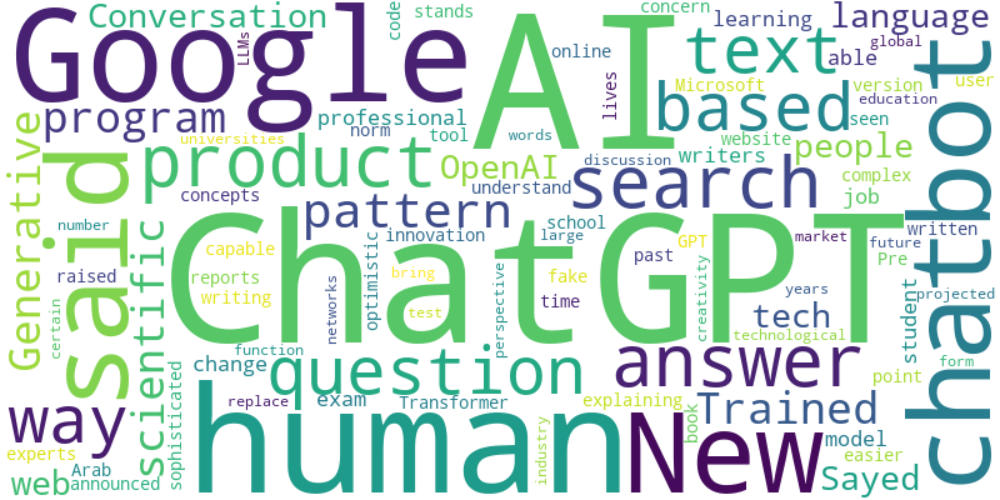 Conversation
Google
AI
code
stands
concern
learning
language
LLMs
online
lives
text
able
global
Microsoft
version
user
program
professional
norm
tool
words
based
seen
education
chatbot
Generative
said
universities
product
OpenAI
discussion
website
writers
people
complex
concepts
understand
search
job
number
scientific
pattern
innovation
school
large
ChatGPT
GPT
market
written
future
Pre
capable
optimistic
past
raised
reports
writing
networks
bring
test
perspective
fake
time
creativity
years
tech
technological
student
projected
form
certain
function
change
question
answer
point
way
sophisticated
replace
exam
Transformer
explaining
Trained
human
New
book
model
easier
experts
Arab
web
announced
industry
Sayed